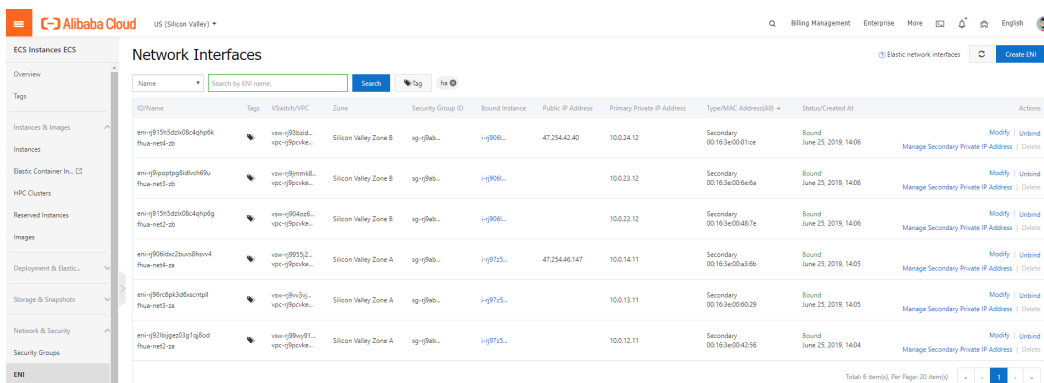 Alibaba Cloud US (Silicon Valley) Billing Management Enterprise More English
ECS Instances ECS
Overview
Tags
Instances & Images
Instances
Elastic Container In...
HPC Clusters
Reserved Instances
Images
Deployment & Elastic...
Storage & Snapshots
Network & Security
Security Groups
ENI
Network Interfaces
Elastic network interfaces Create ENI
Name Search by ENI name. Search Tag ha
ID/Name Tags VSwitch/VPC Zone Security Group ID Bound Instance Public IP Address Primary Private IP Address Type/MAC Address(All) Status/Created At Actions
eni-rj915h5dzlx08c4qhp6k vsw-rj93bzid... Silicon Valley Zone B sg-rj9ab... i-rj906l... 47.254.42.40 10.0.24.12 Secondary Bound Modify | Unbind
fhua-net4-zb vpc-rj9pcvke... 00:16:3e:00:81:ce June 25, 2019, 14:06 Manage Secondary Private IP Address | Delete
eni-rj9ipoptpg8idlvch69u vsw-rj9jmmk8... Silicon Valley Zone B sg-rj9ab... i-rj906l... 10.0.23.12 Secondary Bound Modify | Unbind
fhua-net3-zb vpc-rj9pcvke... 00:16:3e:00:6e:6a June 25, 2019, 14:06 Manage Secondary Private IP Address | Delete
eni-rj915h5dzlx08c4qhp6g vsw-rj904oz6... Silicon Valley Zone B sg-rj9ab... i-rj906l... 10.0.22.12 Secondary Bound Modify | Unbind
fhua-net2-zb vpc-rj9pcvke... 00:16:3e:00:48:7e June 25, 2019, 14:06 Manage Secondary Private IP Address | Delete
eni-rj906ldxc2buvs8hsvv4 vsw-rj9955j2... Silicon Valley Zone A sg-rj9ab... i-rj97z5... 47.254.46.147 10.0.14.11 Secondary Bound Modify | Unbind
fhua-net4-za vpc-rj9pcvke... 00:16:3e:00:a3:6b June 25, 2019, 14:05 Manage Secondary Private IP Address | Delete
eni-rj96rc6pk3d6xscntpll vsw-rj9vv3vj... Silicon Valley Zone A sg-rj9ab... i-rj97z5... 10.0.13.11 Secondary Bound Modify | Unbind
fhua-net3-za vpc-rj9pcvke... 00:16:3e:00:60:29 June 25, 2019, 14:05 Manage Secondary Private IP Address | Delete
eni-rj92lbijgez03g1qj8od vsw-rj99wy91... Silicon Valley Zone A sg-rj9ab... i-rj97z5... 10.0.12.11 Secondary Bound Modify | Unbind
fhua-net2-za vpc-rj9pcvke... 00:16:3e:00:42:56 June 25, 2019, 14:04 Manage Secondary Private IP Address | Delete
Total: 6 item(s), Per Page: 20 item(s) « ‹ 1 › »